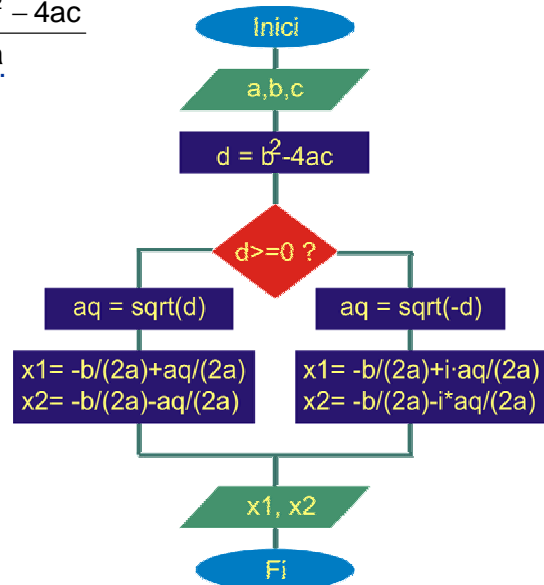 ² – 4ac
a
Inici
a,b,c
d = b²-4ac
d>=0 ?
aq = sqrt(d)
x1= -b/(2a)+aq/(2a)
x2= -b/(2a)-aq/(2a)
aq = sqrt(-d)
x1= -b/(2a)+i·aq/(2a)
x2= -b/(2a)-i*aq/(2a)
x1, x2
Fi